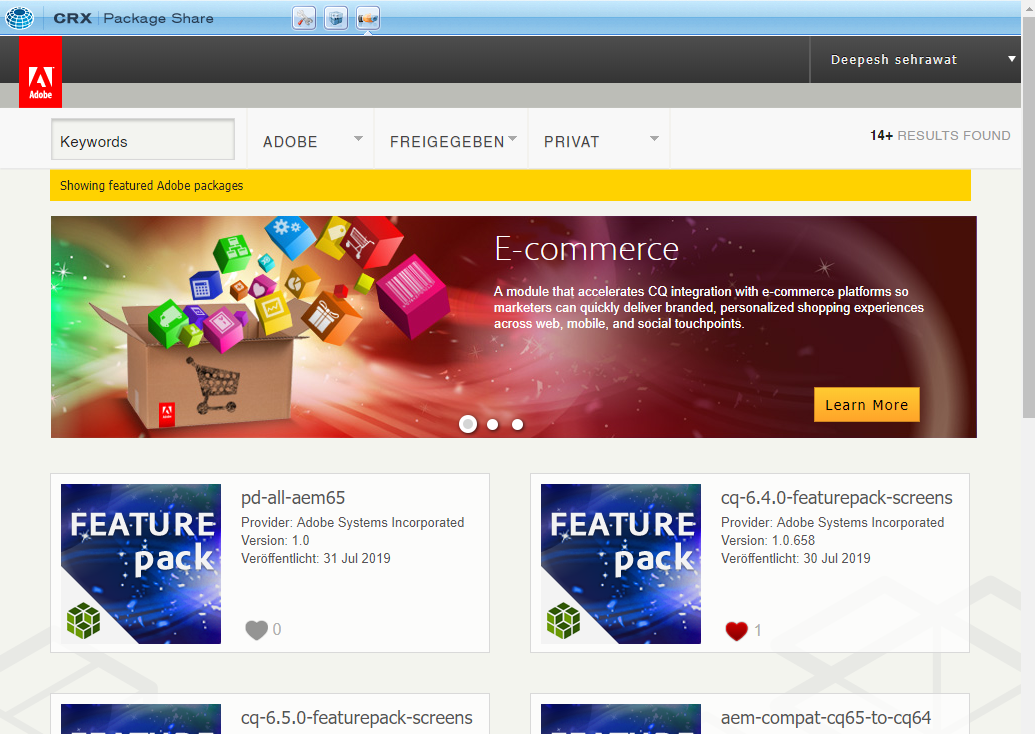 CRX Package Share
Adobe
Deepesh sehrawat
Keywords
ADOBE
FREIGEGEBEN
PRIVAT
14+ RESULTS FOUND
Showing featured Adobe packages
E-commerce
A module that accelerates CQ integration with e-commerce platforms so
marketers can quickly deliver branded, personalized shopping experiences
across web, mobile, and social touchpoints.
Learn More
FEATURE
pack
pd-all-aem65
Provider: Adobe Systems Incorporated
Version: 1.0
Veröffentlicht: 31 Jul 2019
0
FEATURE
pack
cq-6.4.0-featurepack-screens
Provider: Adobe Systems Incorporated
Version: 1.0.658
Veröffentlicht: 30 Jul 2019
1
cq-6.5.0-featurepack-screens
aem-compat-cq65-to-cq64